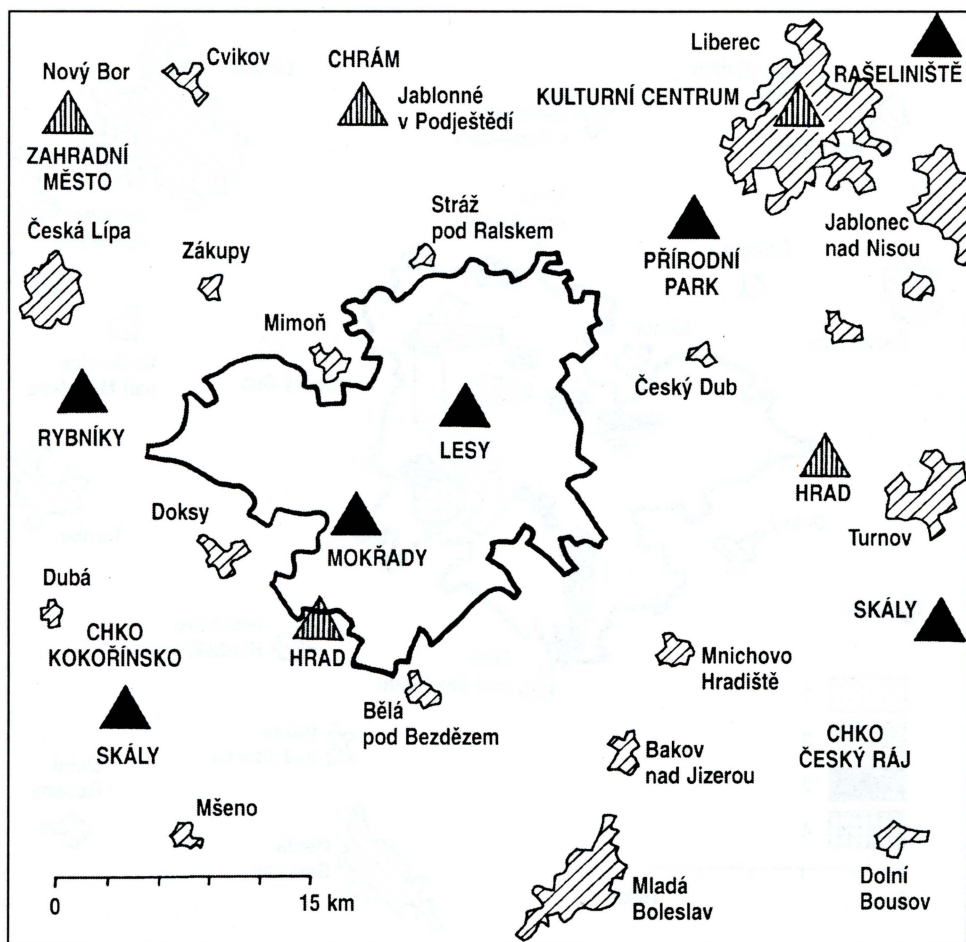 Nový Bor
ZAHRADNÍ
MĚSTO
Cvikov
CHRÁM
Jablonné
v Podještědí
Liberec
KULTURNÍ CENTRUM
RAŠELINIŠTĚ
Česká Lípa
Zákupy
Stráž
pod Ralskem
PŘÍRODNÍ
PARK
Jablonec
nad Nisou
Mimoň
Český Dub
RYBNÍKY
LESY
HRAD
Turnov
Doksy
MOKŘADY
Dubá
CHKO
KOKOŘÍNSKO
SKÁLY
HRAD
Bělá
pod Bezdězem
Mnichovo
Hradiště
SKÁLY
Bakov
nad Jizerou
CHKO
ČESKÝ RÁJ
Mšeno
Mladá
Boleslav
Dolní
Bousov
0 15 km